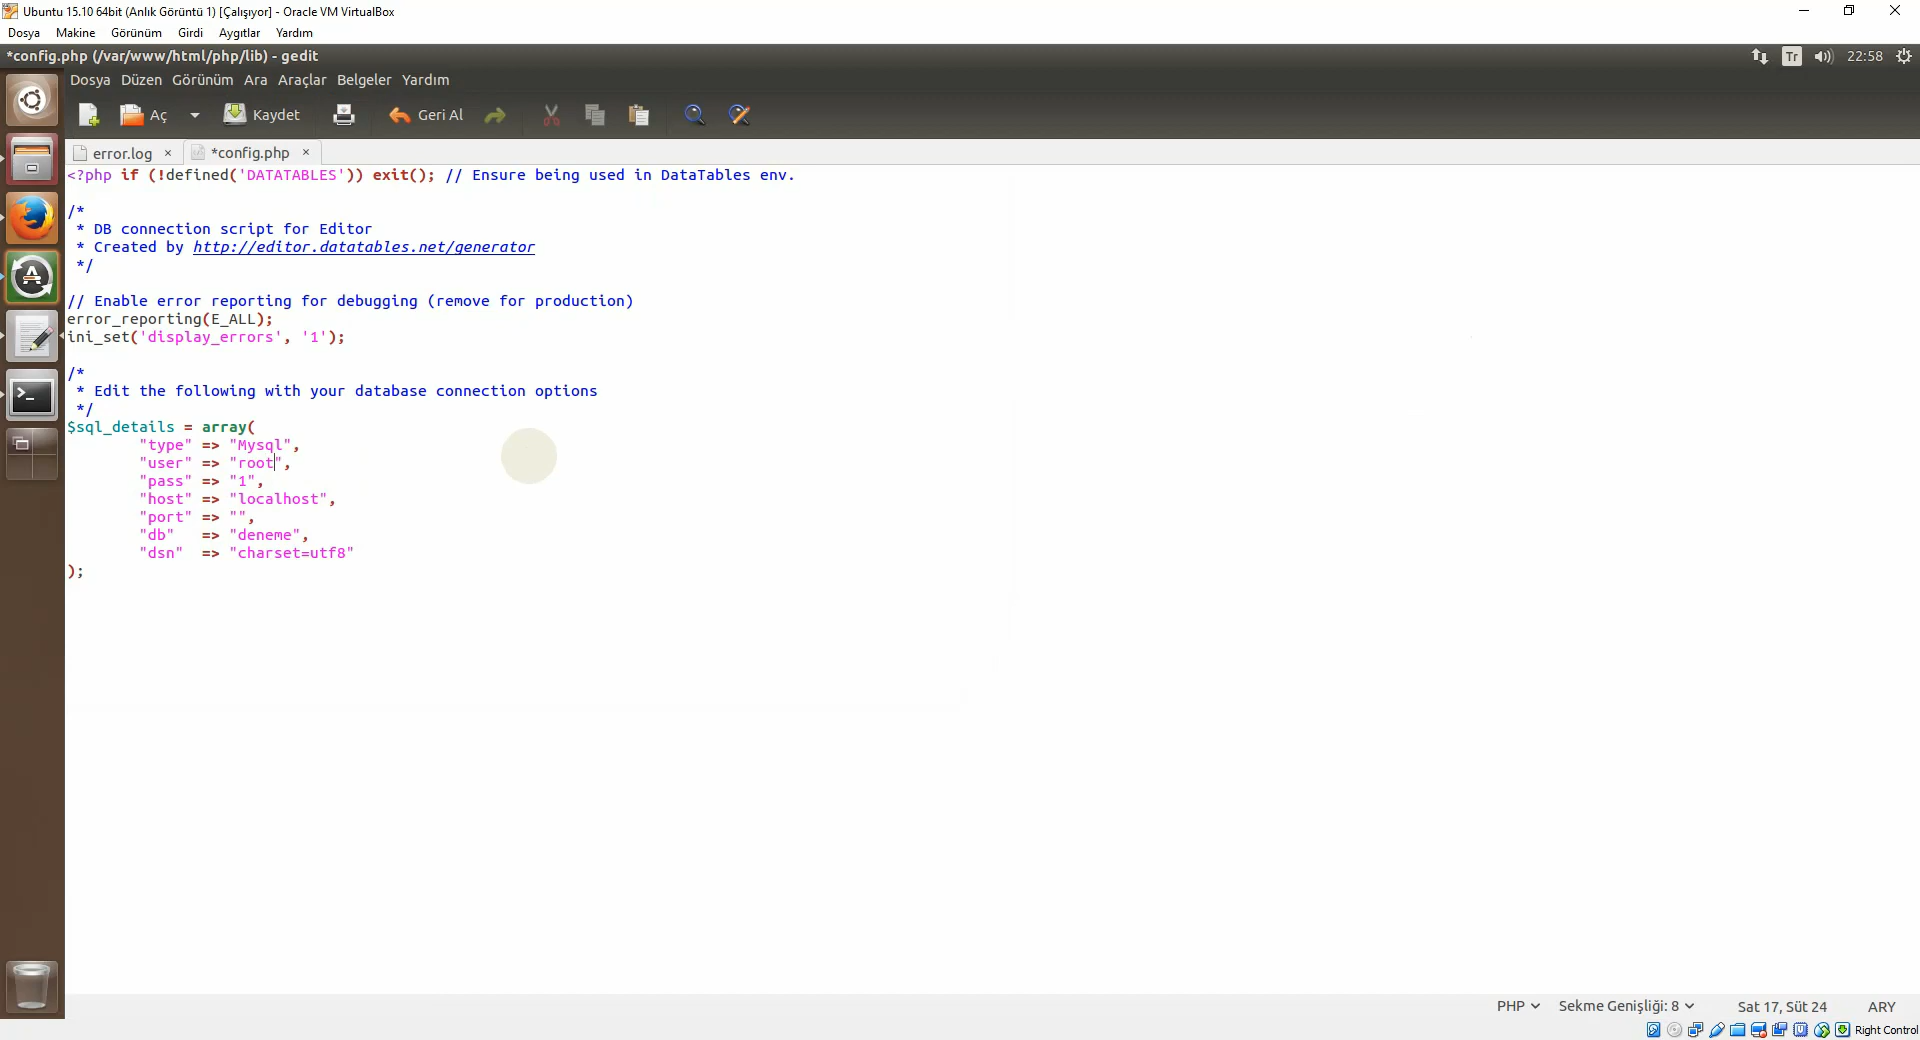 Ubuntu 15.10 64bit (Anlık Görüntü 1) [Çalışıyor] - Oracle VM VirtualBox
Dosya Makine Görünüm Girdi Aygıtlar Yardım
*config.php (/var/www/html/php/lib) - gedit
Tr 22:58
Dosya Düzen Görünüm Ara Araçlar Belgeler Yardım
Aç Kaydet Geri Al
error.log × *config.php ×
<?php if (!defined('DATATABLES')) exit(); // Ensure being used in DataTables env.
/*
 * DB connection script for Editor
 * Created by http://editor.datatables.net/generator
 */
// Enable error reporting for debugging (remove for production)
error_reporting(E_ALL);
ini_set('display_errors', '1');
/*
 * Edit the following with your database connection options
 */
$sql_details = array(
        "type" => "Mysql",
        "user" => "root",
        "pass" => "1",
        "host" => "localhost",
        "port" => "",
        "db"   => "deneme",
        "dsn"  => "charset=utf8"
);
PHP Sekme Genişliği: 8 Sat 17, Süt 24 ARY
Right Control